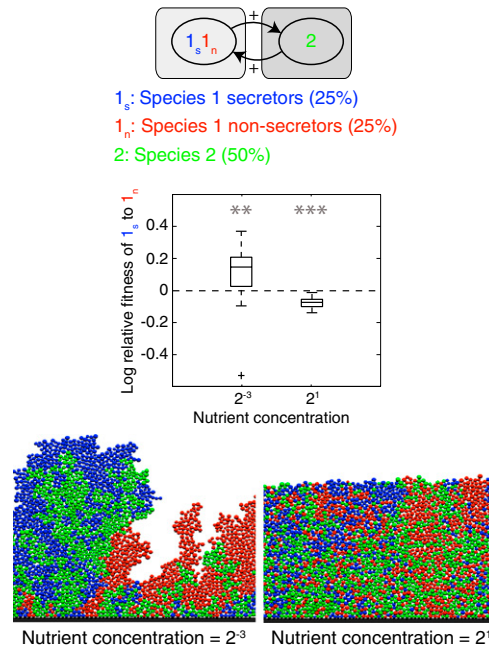 +
1s1n 2
+
1s: Species 1 secretors (25%)
1n: Species 1 non-secretors (25%)
2: Species 2 (50%)
Log relative fitness of 1s to 1n
** ***
0.4
0.2
0
-0.2
-0.4
+
2-3 21
Nutrient concentration
Nutrient concentration = 2-3
Nutrient concentration = 21